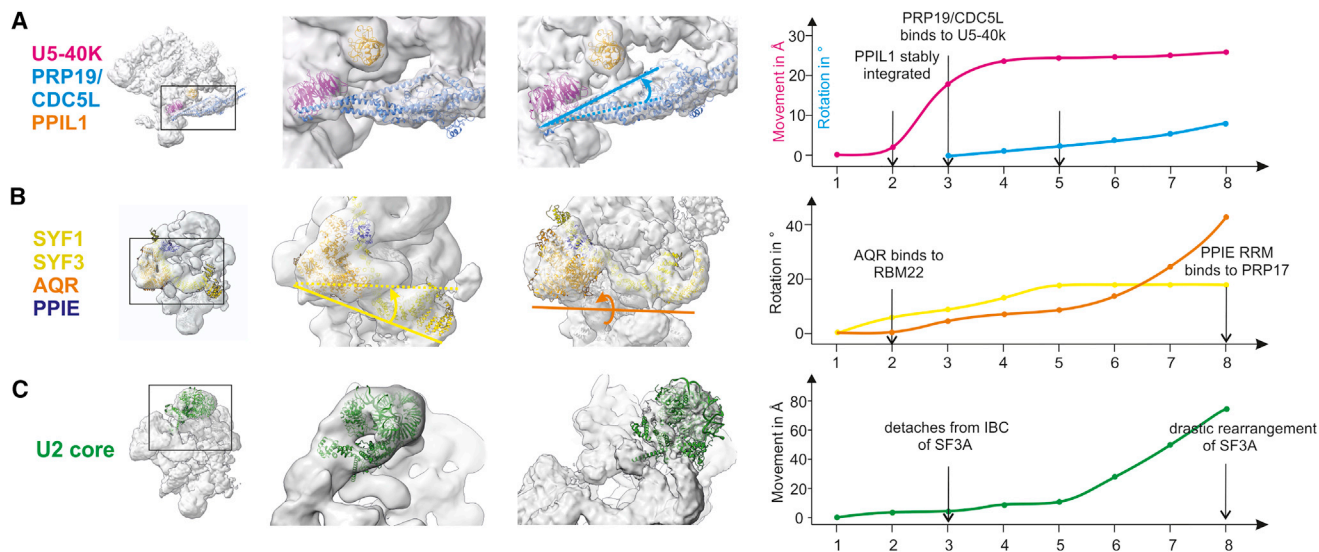 A
U5-40K
PRP19/
CDC5L
PPIL1
Movement in Å
Rotation in °
30
20
10
0
PRP19/CDC5L
binds to U5-40k
PPIL1 stably
integrated
1 2 3 4 5 6 7 8
B
SYF1
SYF3
AQR
PPIE
Rotation in °
40
20
0
AQR binds to
RBM22
PPIE RRM
binds to PRP17
1 2 3 4 5 6 7 8
C
U2 core
Movement in Å
80
60
40
20
0
detaches from IBC
of SF3A
drastic rearrangement
of SF3A
1 2 3 4 5 6 7 8